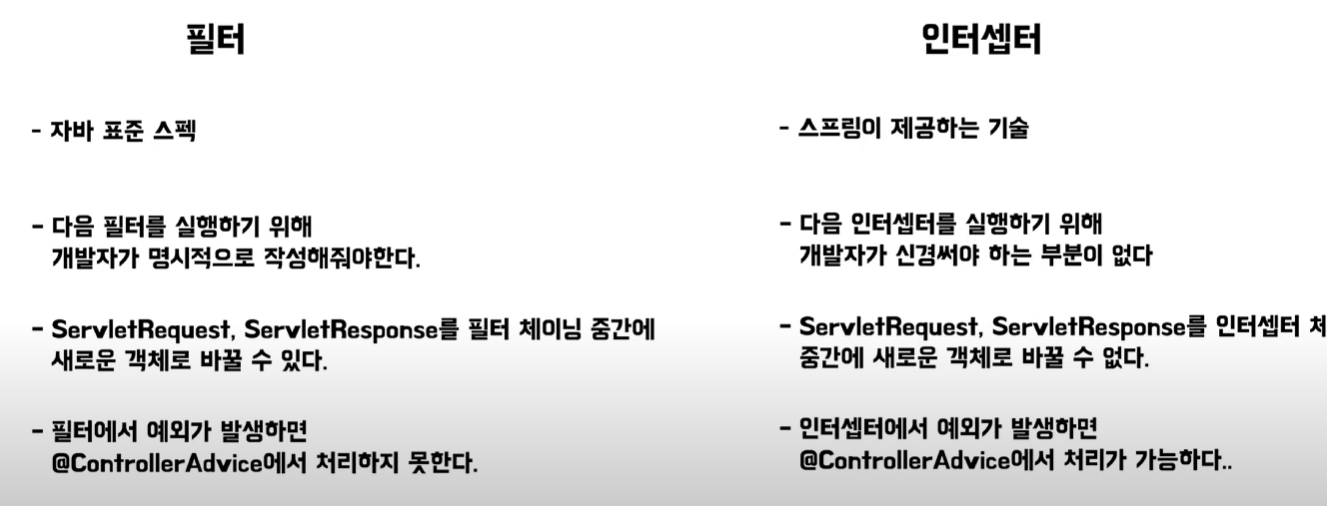 필터
- 자바 표준 스펙
- 다음 필터를 실행하기 위해
개발자가 명시적으로 작성해줘야한다.
- ServletRequest, ServletResponse를 필터 체이닝 중간에
새로운 객체로 바꿀 수 있다.
- 필터에서 예외가 발생하면
@ControllerAdvice에서 처리하지 못한다.
인터셉터
- 스프링이 제공하는 기술
- 다음 인터셉터를 실행하기 위해
개발자가 신경써야 하는 부분이 없다
- ServletRequest, ServletResponse를 인터셉터 체
중간에 새로운 객체로 바꿀 수 없다.
- 인터셉터에서 예외가 발생하면
@ControllerAdvice에서 처리가 가능하다..